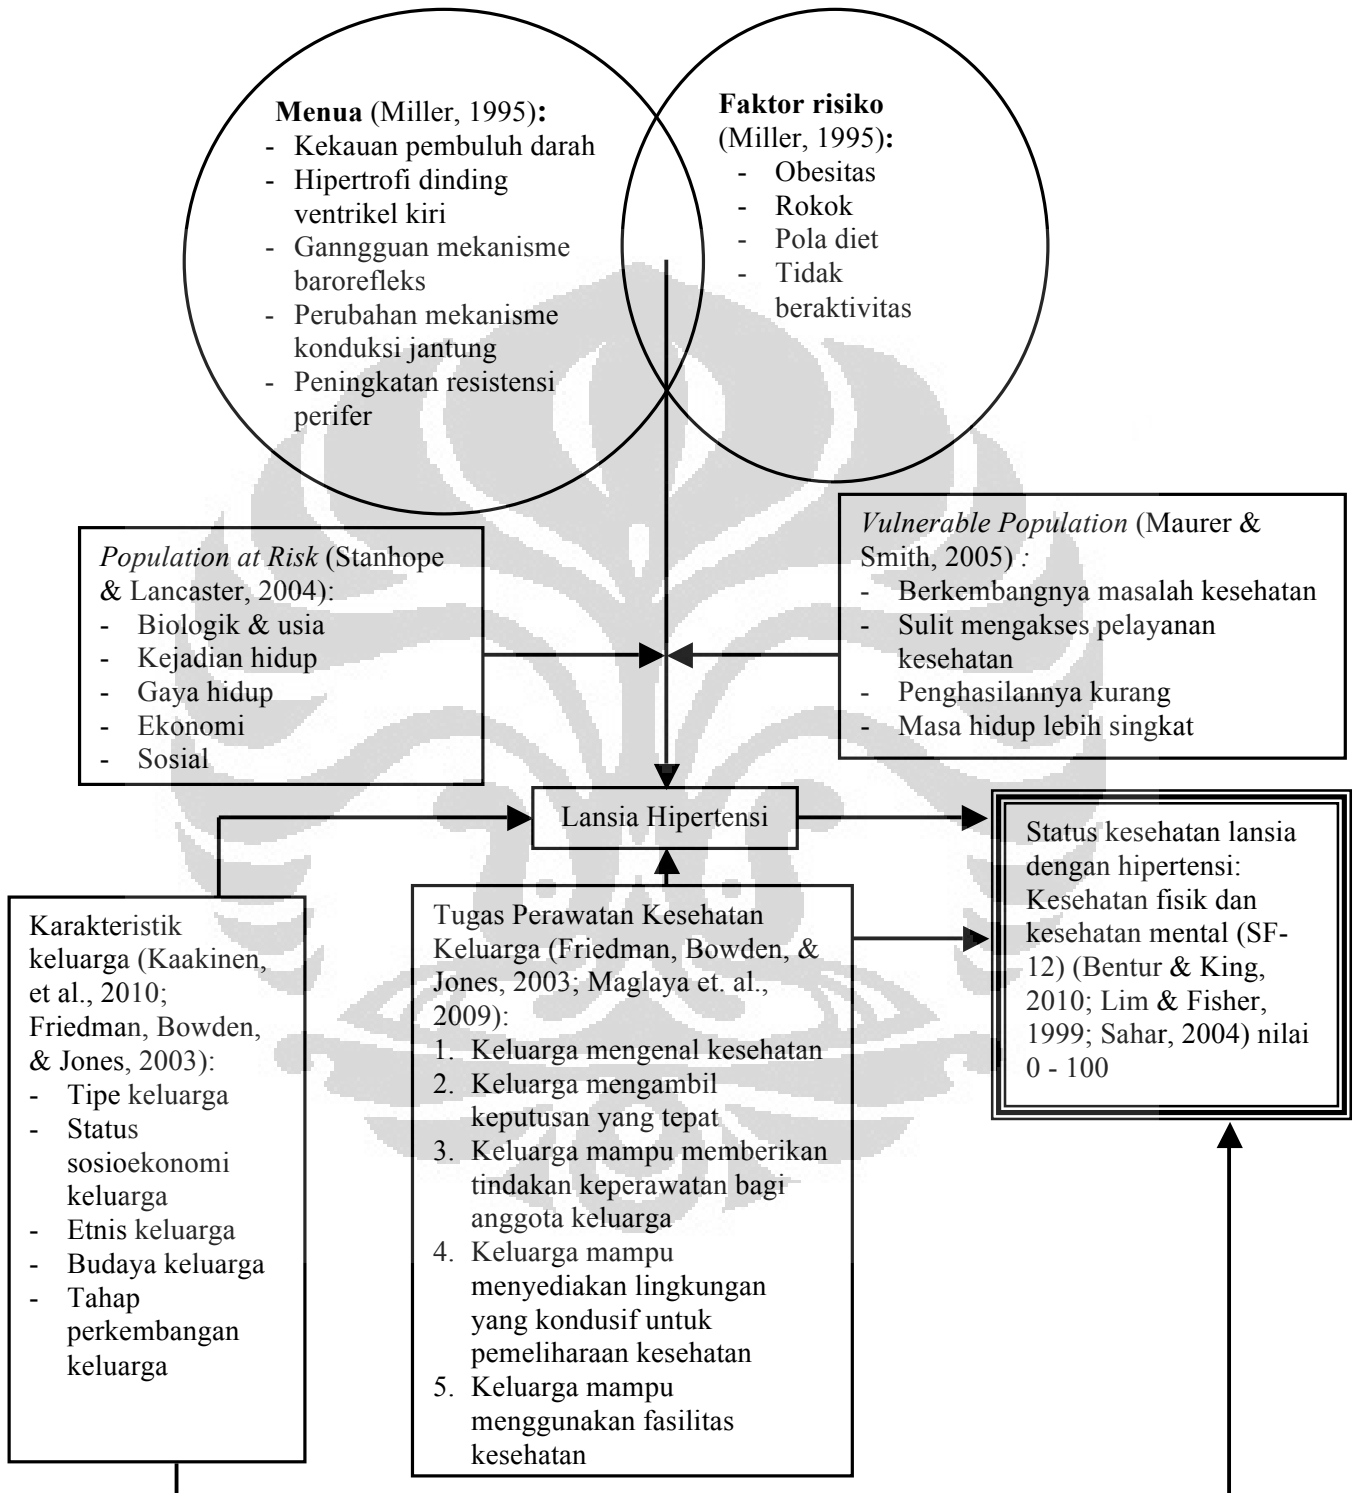 Menua (Miller, 1995):
- Kekauan pembuluh darah
- Hipertrofi dinding
ventrikel kiri
- Ganngguan mekanisme
barorefleks
- Perubahan mekanisme
konduksi jantung
- Peningkatan resistensi
perifer
Faktor risiko
(Miller, 1995):
- Obesitas
- Rokok
- Pola diet
- Tidak
beraktivitas
Population at Risk (Stanhope
& Lancaster, 2004):
- Biologik & usia
- Kejadian hidup
- Gaya hidup
- Ekonomi
- Sosial
Vulnerable Population (Maurer &
Smith, 2005) :
- Berkembangnya masalah kesehatan
- Sulit mengakses pelayanan
kesehatan
- Penghasilannya kurang
- Masa hidup lebih singkat
Lansia Hipertensi
Status kesehatan lansia
dengan hipertensi:
Kesehatan fisik dan
kesehatan mental (SF-
12) (Bentur & King,
2010; Lim & Fisher,
1999; Sahar, 2004) nilai
0 - 100
Karakteristik
keluarga (Kaakinen,
et al., 2010;
Friedman, Bowden,
& Jones, 2003):
- Tipe keluarga
- Status
sosioekonomi
keluarga
- Etnis keluarga
- Budaya keluarga
- Tahap
perkembangan
keluarga
Tugas Perawatan Kesehatan
Keluarga (Friedman, Bowden, &
Jones, 2003; Maglaya et. al.,
2009):
1. Keluarga mengenal kesehatan
2. Keluarga mengambil
keputusan yang tepat
3. Keluarga mampu memberikan
tindakan keperawatan bagi
anggota keluarga
4. Keluarga mampu
menyediakan lingkungan
yang kondusif untuk
pemeliharaan kesehatan
5. Keluarga mampu
menggunakan fasilitas
kesehatan